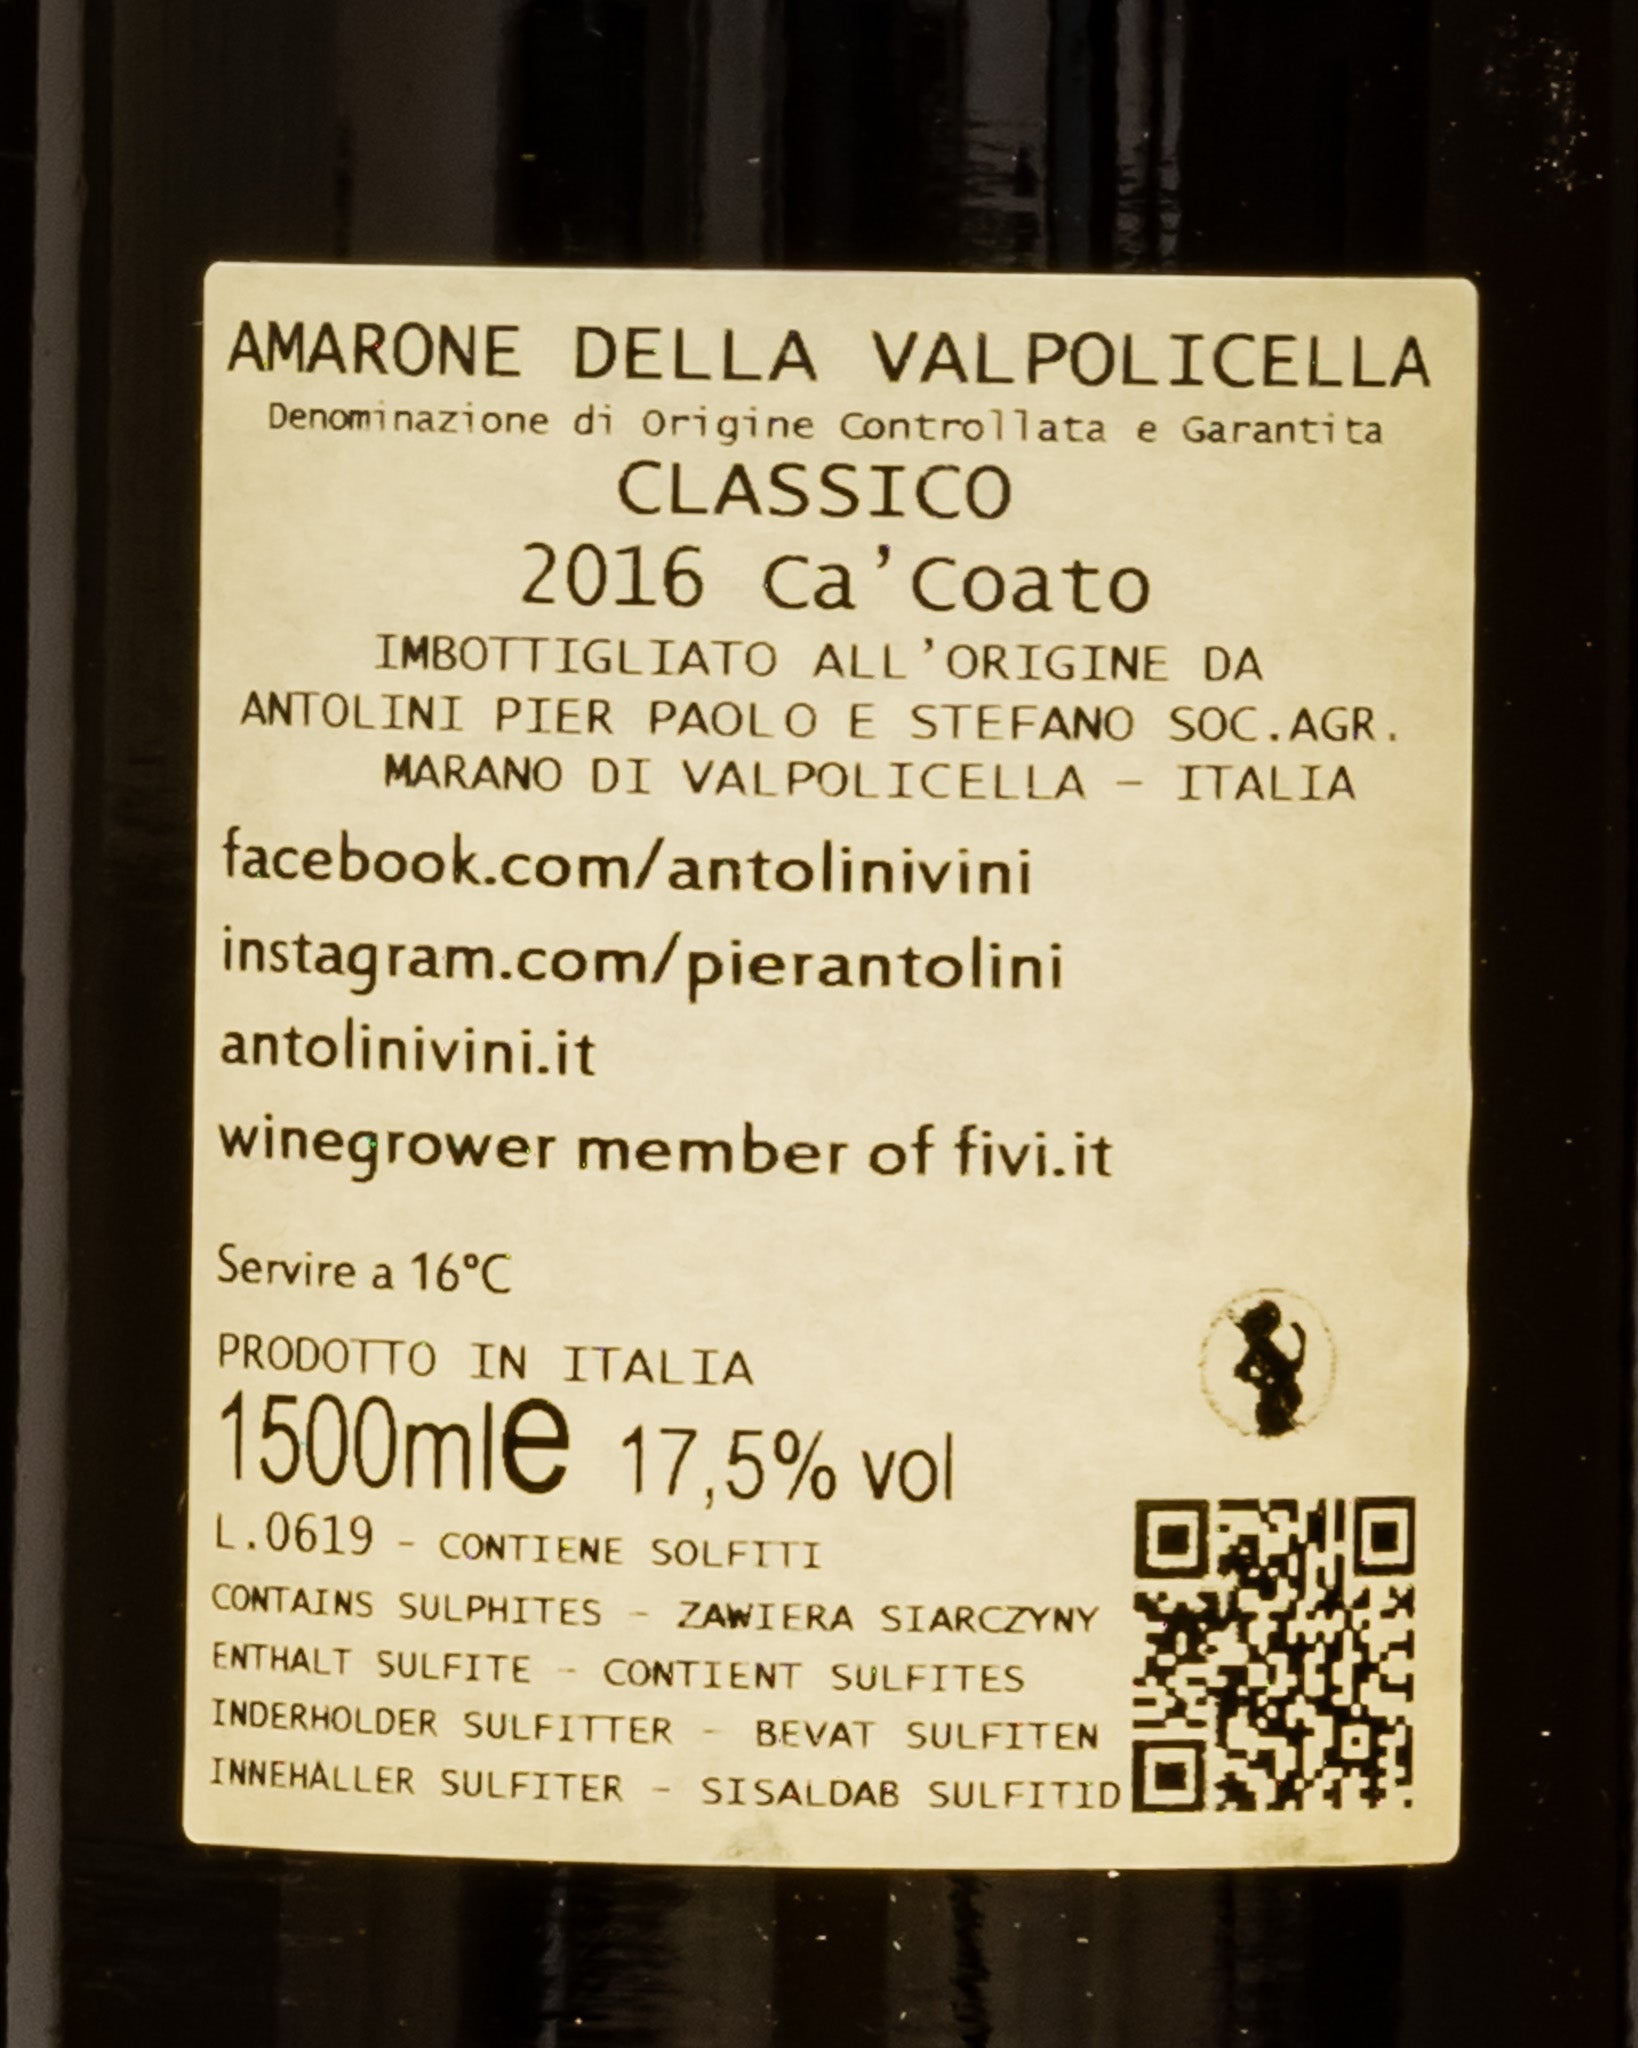 AMARONE DELLA VALPOLICELLA
Denominazione di Origine Controllata e Garantita
CLASSICO
2016 Ca'Coato
IMBOTTIGLIATO ALL'ORIGINE DA
ANTOLINI PIER PAOLO E STEFANO SOC.AGR.
MARANO DI VALPOLICELLA - ITALIA
facebook.com/antolinivini
instagram.com/pierantolini
antolinivini.it
winegrower member of fivi.it
Servire a 16°C
PRODOTTO IN ITALIA
1500mle 17,5% vol
L.0619 - CONTIENE SOLFITI
CONTAINS SULPHITES - ZAWIERA SIARCZYNY
ENTHALT SULFITE - CONTIENT SULFITES
INDERHOLDER SULFITTER - BEVAT SULFITEN
INNEHALLER SULFITER - SISALDAB SULFITID